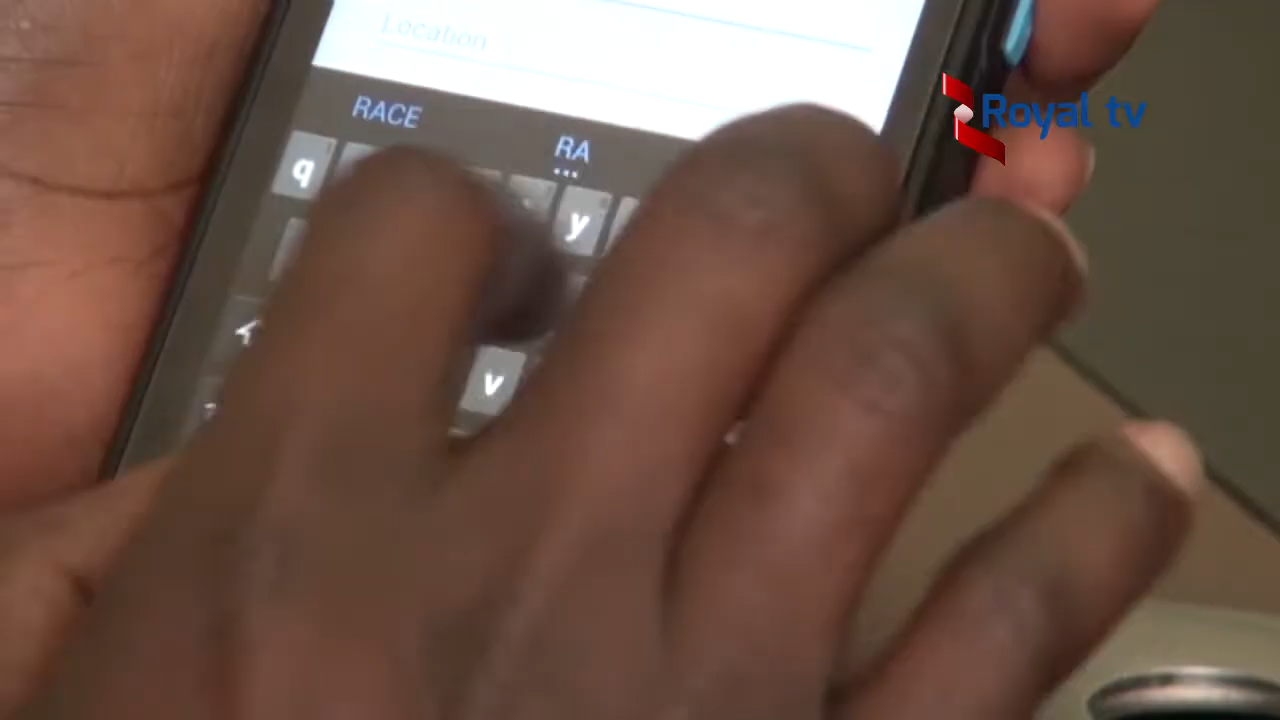 Location
RACE
RA
...
Royal tv
q
y
v